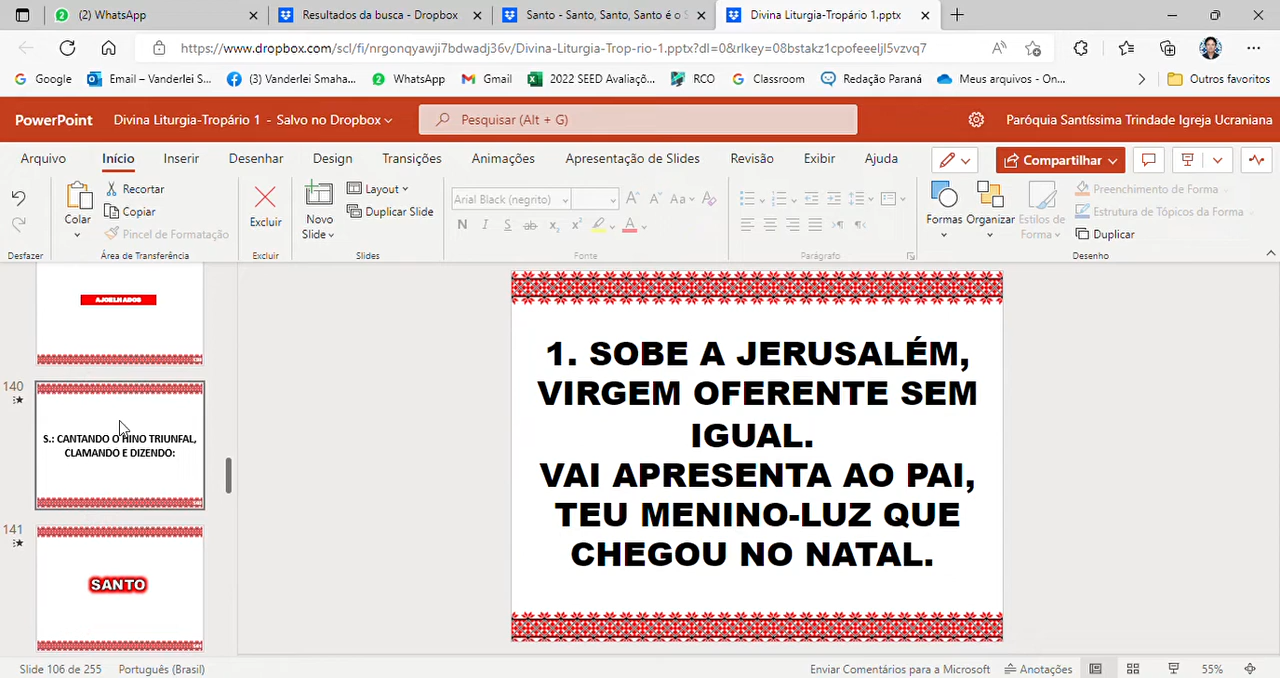 (2) WhatsApp
Resultados da busca - Dropbox
Santo - Santo, Santo, Santo é o S
Divina Liturgia-Tropário 1.pptx
https://www.dropbox.com/scl/fi/nrgonqyawji7bdwadj36y/Divina-Liturgia-Trop-rio-1.pptx?dl=0&rlkey=08bstakz1cpofeeeljl5vzvq7
Google
Email – Vanderlei S...
(3) Vanderlei Smaha...
WhatsApp
Gmail
2022 SEED Avaliaçõ...
RCO
Classroom
Redação Paraná
Meus arquivos - On...
Outros favoritos
PowerPoint
Divina Liturgia-Tropário 1 - Salvo no Dropbox
Pesquisar (Alt + G)
Paróquia Santíssima Trindade Igreja Ucraniana
Arquivo
Início
Inserir
Desenhar
Design
Transições
Animações
Apresentação de Slides
Revisão
Exibir
Ajuda
Compartilhar
Colar
Recortar
Copiar
Pincel de Formatação
Excluir
Novo
Slide
Layout
Duplicar Slide
Arial Black (negrito)
Formas
Organizar
Estilos de
Forma
Preenchimento de Forma
Estrutura de Tópicos da Forma
Duplicar
Desfazer
Área de Transferência
Excluir
Slides
Fonte
Parágrafo
Desenho
AJOELHADOS
140
S.: CANTANDO O HINO TRIUNFAL,
CLAMANDO E DIZENDO:
141
SANTO
1. SOBE A JERUSALÉM,
VIRGEM OFERENTE SEM
IGUAL.
VAI APRESENTA AO PAI,
TEU MENINO-LUZ QUE
CHEGOU NO NATAL.
Slide 106 de 255
Português (Brasil)
Enviar Comentários para a Microsoft
Anotações
55%